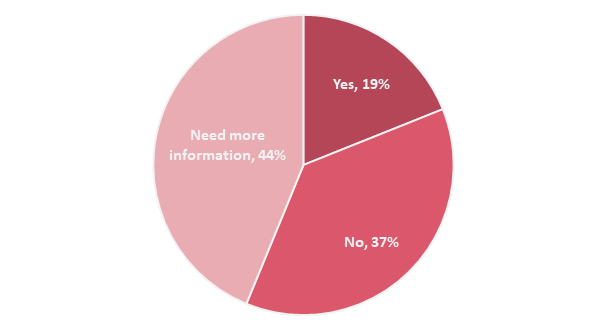 Yes, 19%
Need more
information, 44%
No, 37%